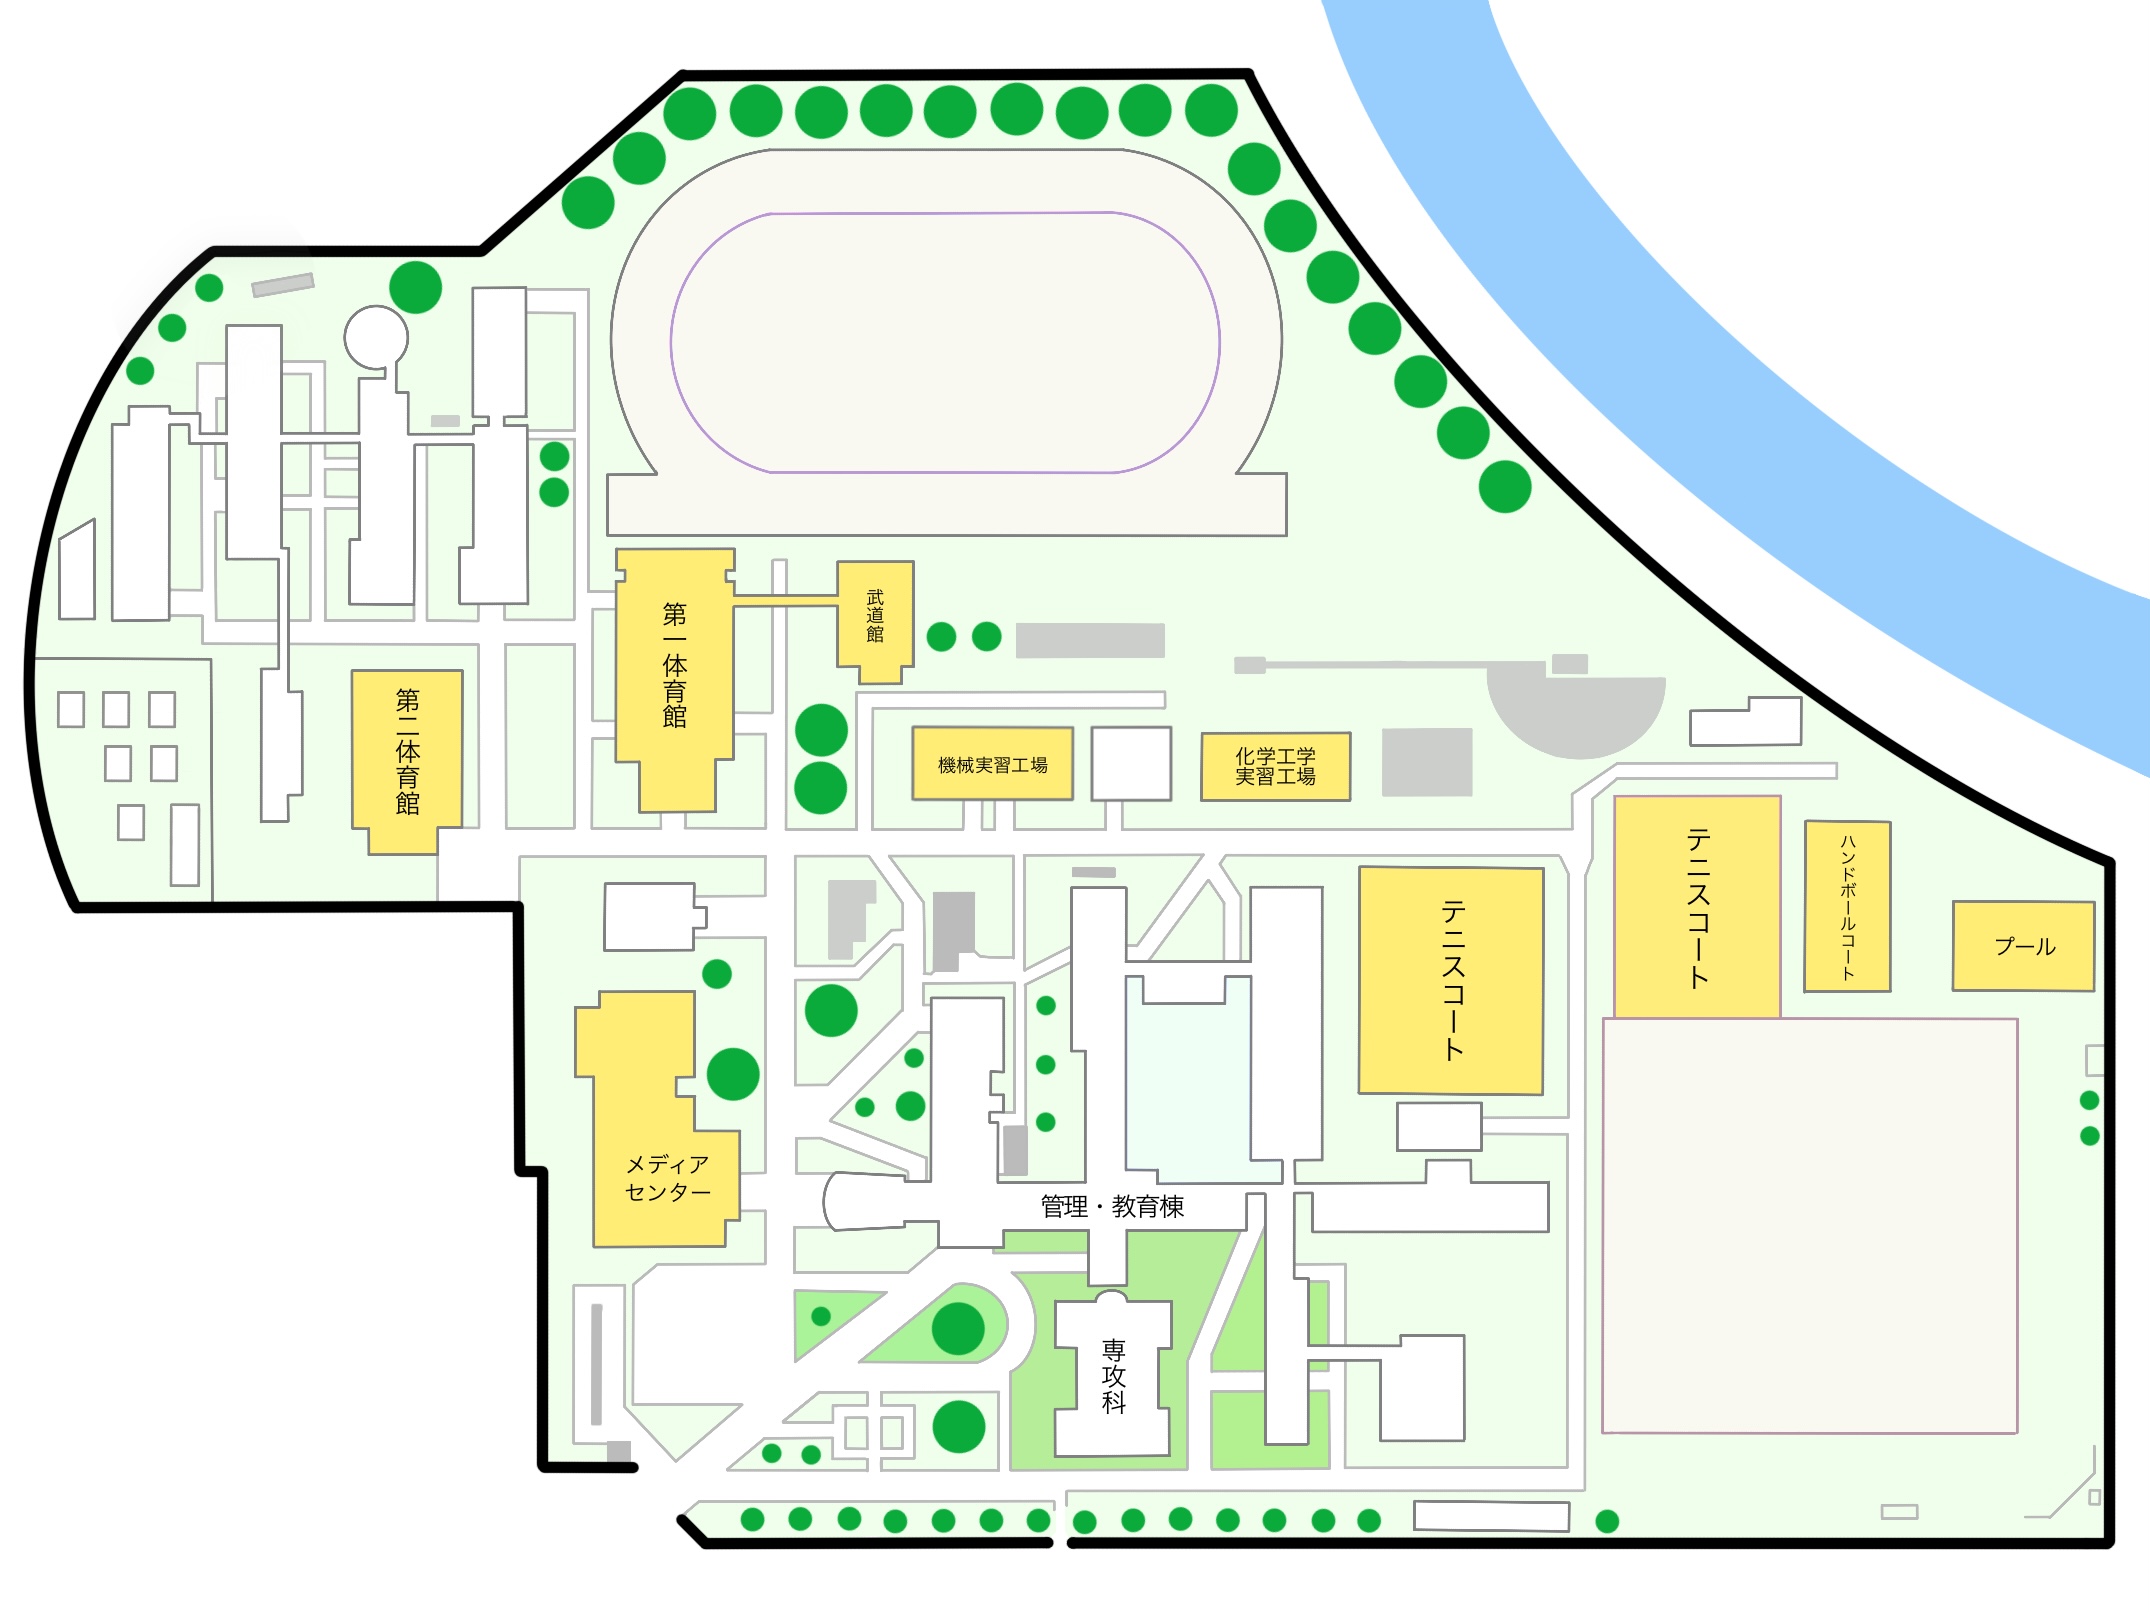 第一体育館
武道館
第二体育館
機械実習工場
化学工学
実習工場
テニスコート
テニスコート
ハンドボールコート
プール
メディア
センター
管理・教育棟
専攻科